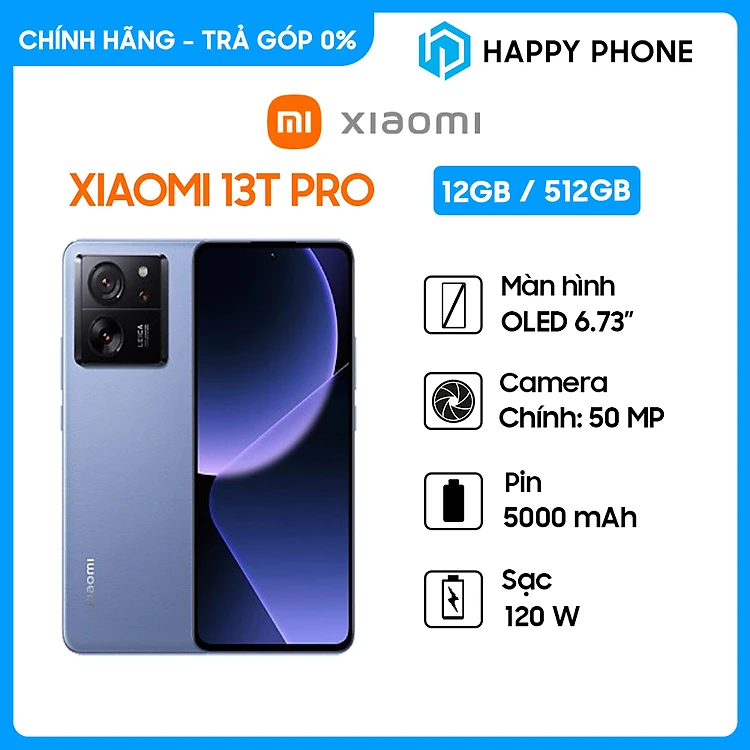 CHÍNH HÃNG - TRẢ GÓP 0%
HAPPY PHONE
mi xiaomi
XIAOMI 13T PRO
12GB / 512GB
Màn hình
OLED 6.73″
Camera
Chính: 50 MP
Pin
5000 mAh
Sạc
120 W
LEICA
xiaomi